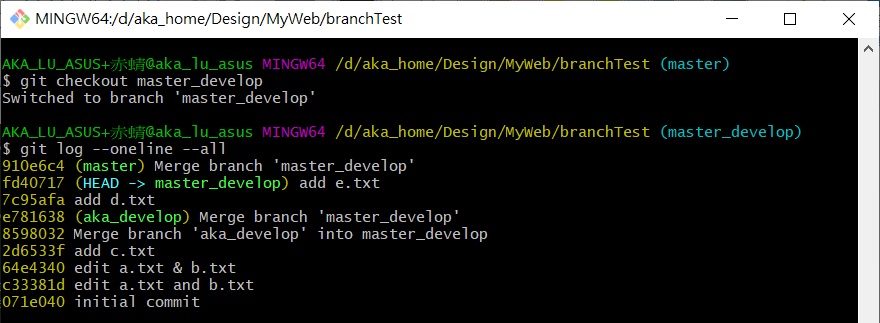 MINGW64:/d/aka_home/Design/MyWeb/branchTest
AKA_LU_ASUS+赤蜻@aka_lu_asus MINGW64 /d/aka_home/Design/MyWeb/branchTest (master)
$ git checkout master_develop
Switched to branch 'master_develop'
AKA_LU_ASUS+赤蜻@aka_lu_asus MINGW64 /d/aka_home/Design/MyWeb/branchTest (master_develop)
$ git log --oneline --all
910e6c4 (master) Merge branch 'master_develop'
fd40717 (HEAD -> master_develop) add e.txt
7c95afa add d.txt
e781638 (aka_develop) Merge branch 'master_develop'
8598032 Merge branch 'aka_develop' into master_develop
2d6533f add c.txt
64e4340 edit a.txt & b.txt
c33381d edit a.txt and b.txt
071e040 initial commit